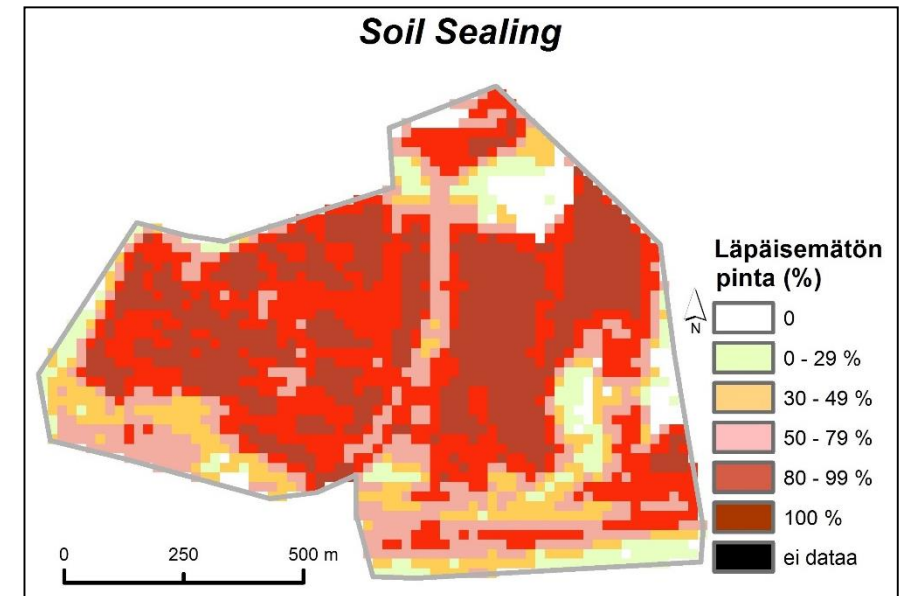 Soil Sealing
Läpäisemätön
pinta (%)
N
0
0 - 29 %
30 - 49 %
50 - 79 %
80 - 99 %
100 %
ei dataa
0 250 500 m